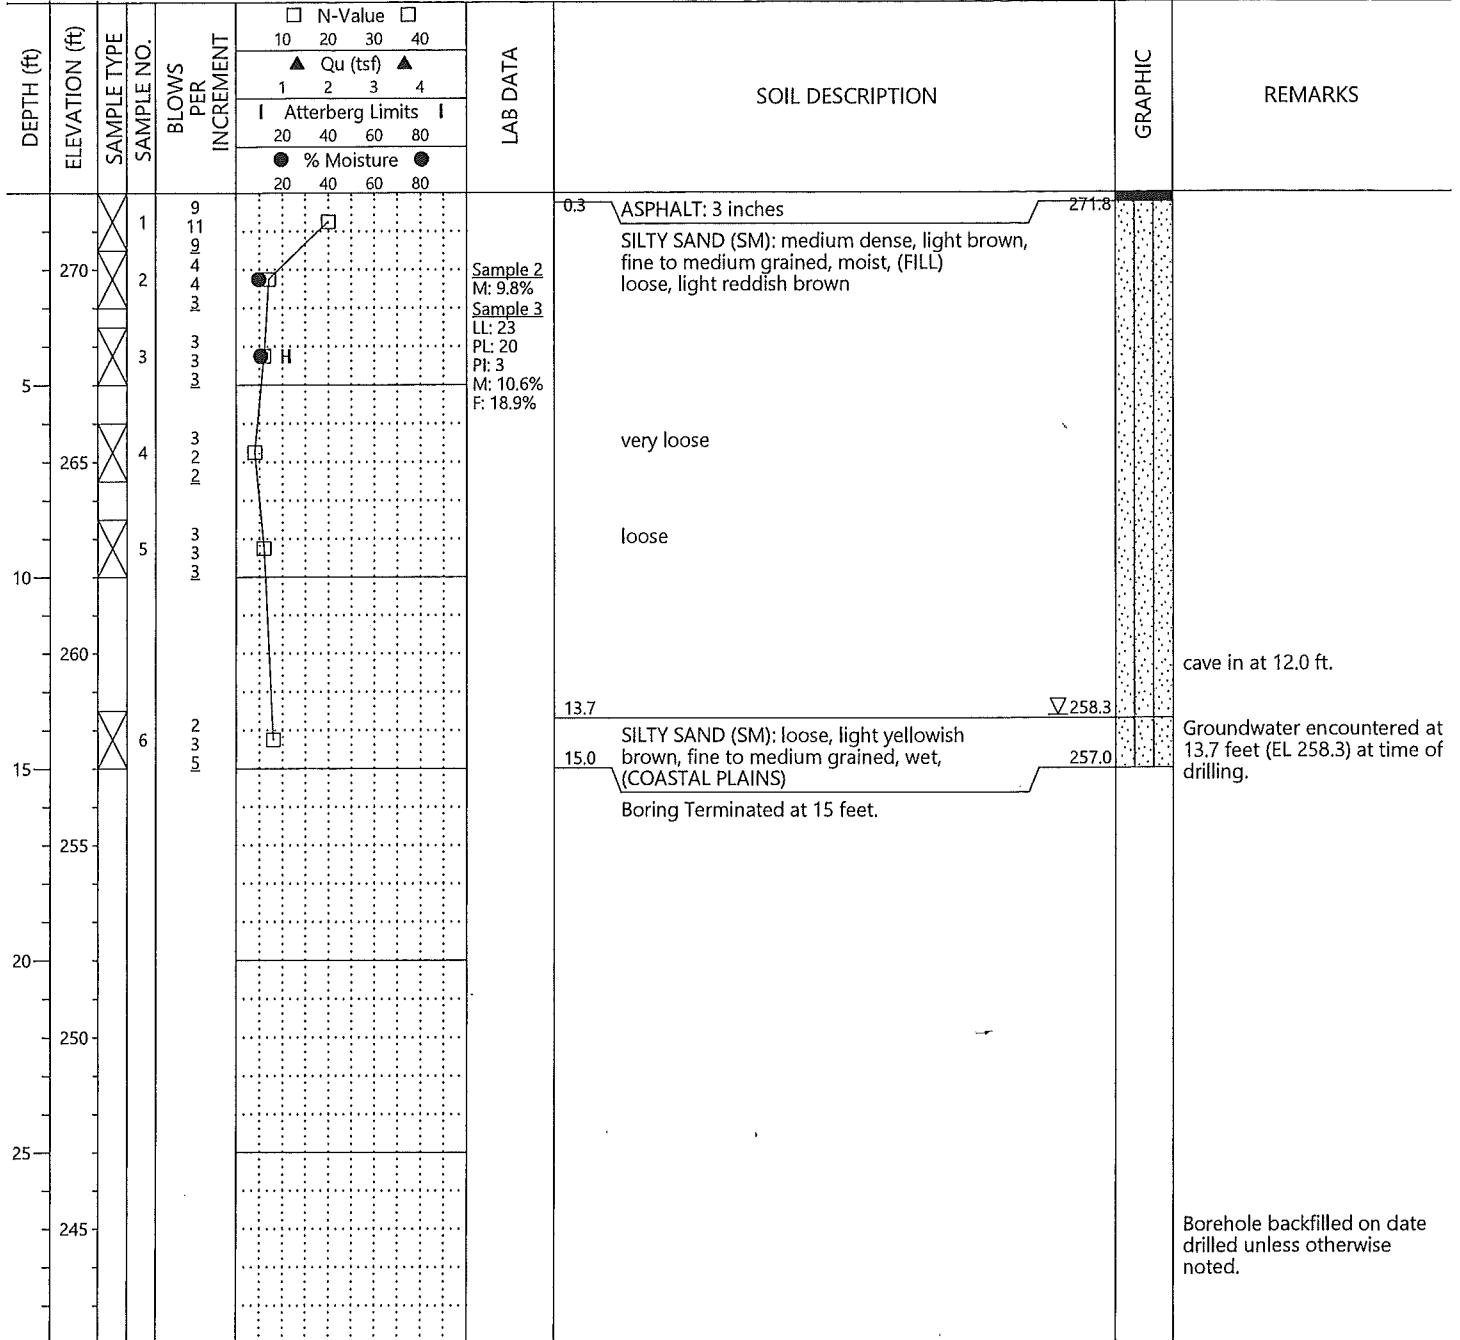 DEPTH (ft)
ELEVATION (ft)
SAMPLE TYPE
SAMPLE NO.
BLOWS
PER
INCREMENT
N-Value
10 20 30 40
Qu (tsf)
1 2 3 4
Atterberg Limits
20 40 60 80
% Moisture
20 40 60 80
LAB DATA
SOIL DESCRIPTION
GRAPHIC
REMARKS
0.3 ASPHALT: 3 inches 271.8
1
9
11
9
SILTY SAND (SM): medium dense, light brown,
fine to medium grained, moist, (FILL)
loose, light reddish brown
270
2
4
4
3
Sample 2
M: 9.8%
Sample 3
LL: 23
PL: 20
PI: 3
M: 10.6%
F: 18.9%
3
3
3
3
5
265
4
3
2
2
very loose
5
3
3
3
loose
10
260
cave in at 12.0 ft.
13.7 258.3
6
2
3
5
SILTY SAND (SM): loose, light yellowish
brown, fine to medium grained, wet,
(COASTAL PLAINS)
Groundwater encountered at
13.7 feet (EL 258.3) at time of
drilling.
15
15.0 257.0
Boring Terminated at 15 feet.
255
20
250
25
245
Borehole backfilled on date
drilled unless otherwise
noted.